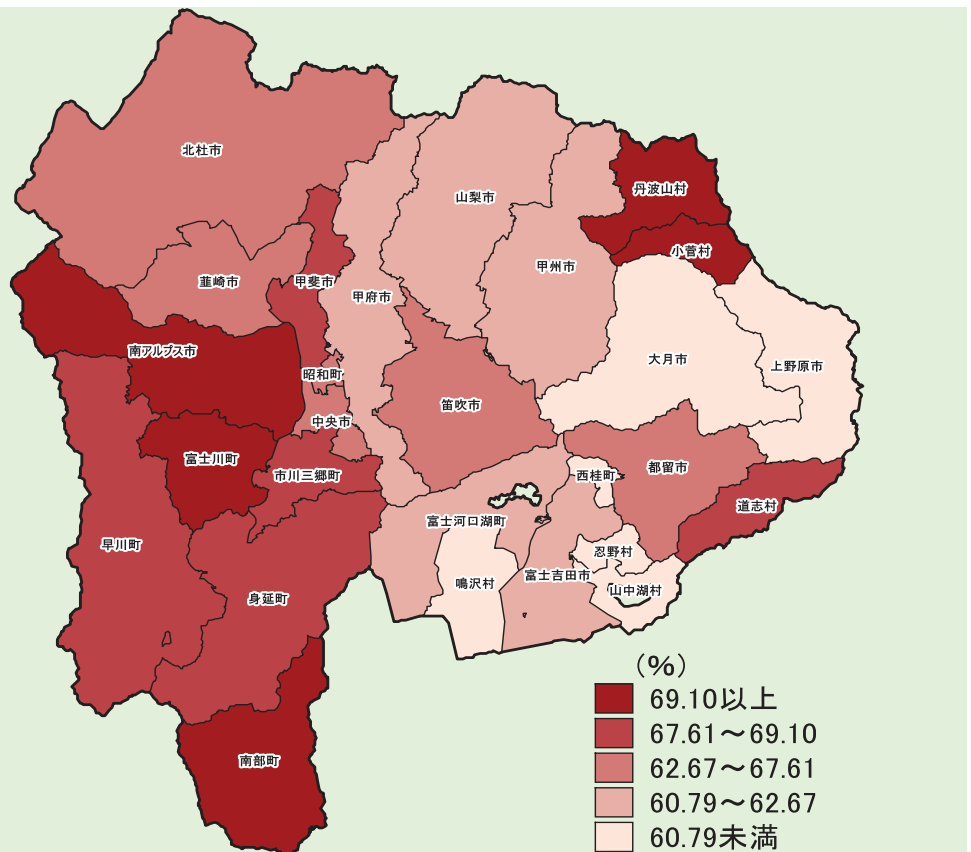 北杜市
丹波山村
山梨市
小菅村
甲州市
韮崎市
甲斐市
甲府市
南アルプス市
大月市
上野原市
昭和町
笛吹市
中央市
富士川町
市川三郷町
西桂町
都留市
道志村
富士河口湖町
早川町
忍野村
富士吉田市
鳴沢村
山中湖村
身延町
南部町
(%)
69.10以上
67.61～69.10
62.67～67.61
60.79～62.67
60.79未満